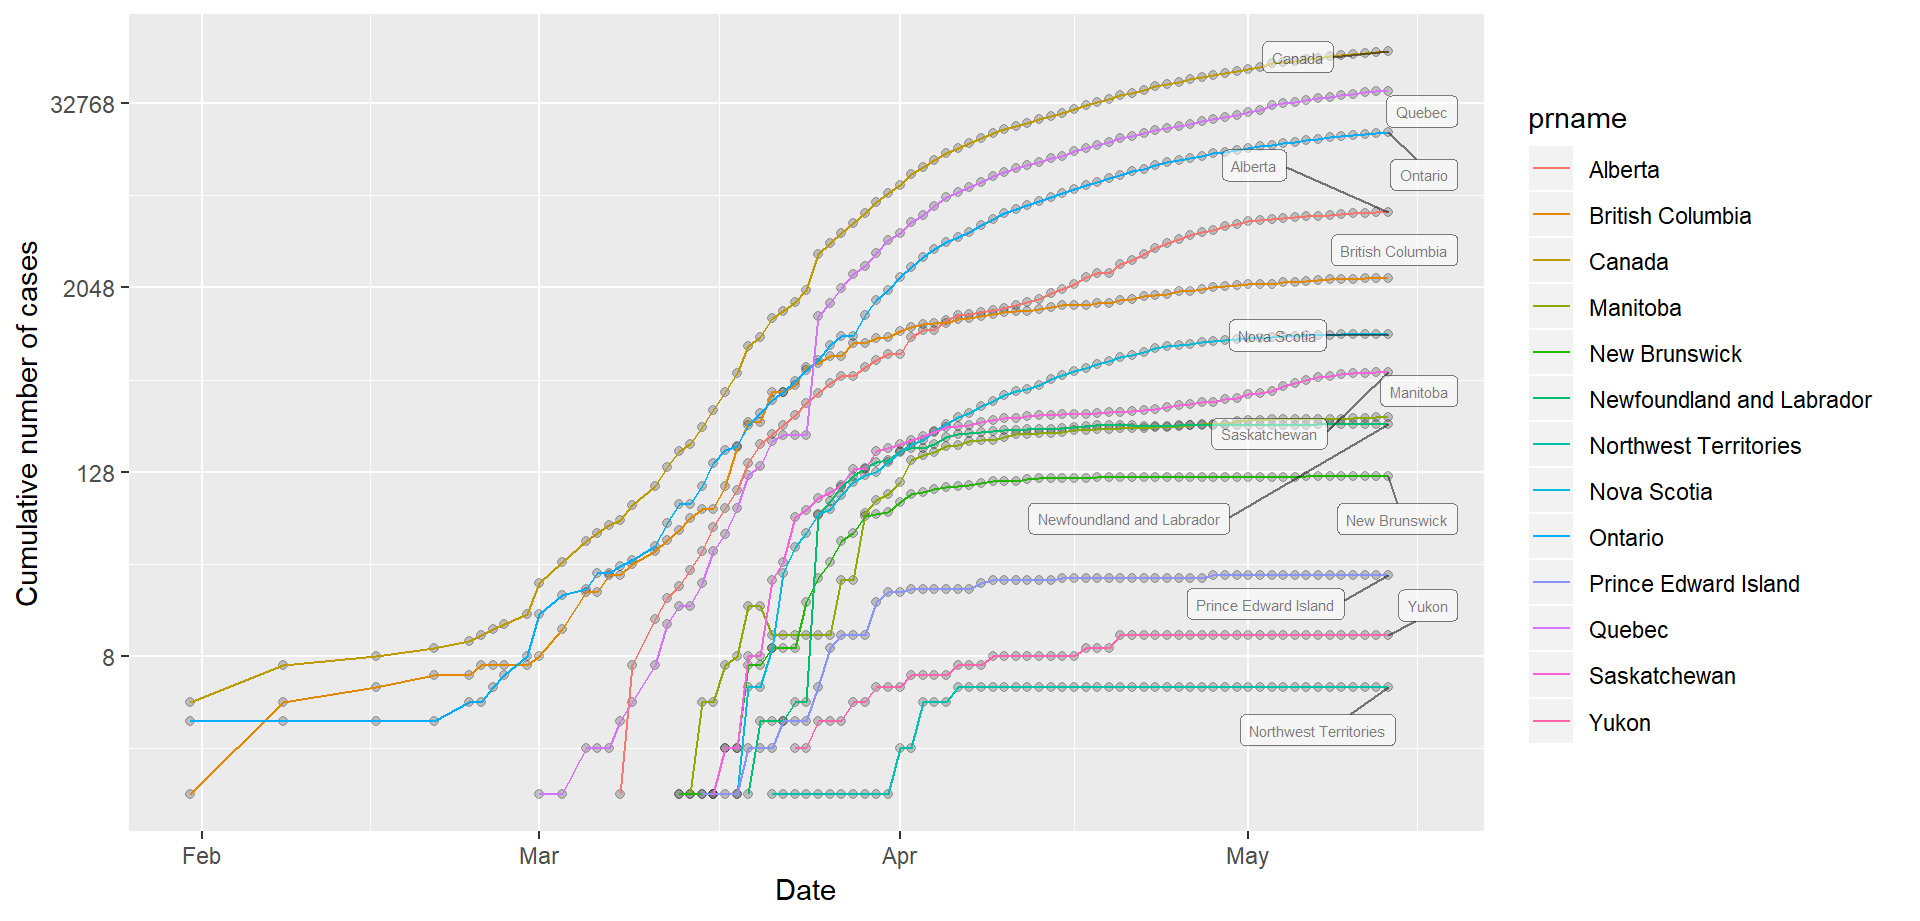 Cumulative number of cases
32768
2048
128
8
Canada
Quebec
Alberta
Ontario
British Columbia
Nova Scotia
Manitoba
Saskatchewan
Newfoundland and Labrador
New Brunswick
Prince Edward Island
Yukon
Northwest Territories
Feb
Mar
Apr
May
Date
prname
Alberta
British Columbia
Canada
Manitoba
New Brunswick
Newfoundland and Labrador
Northwest Territories
Nova Scotia
Ontario
Prince Edward Island
Quebec
Saskatchewan
Yukon